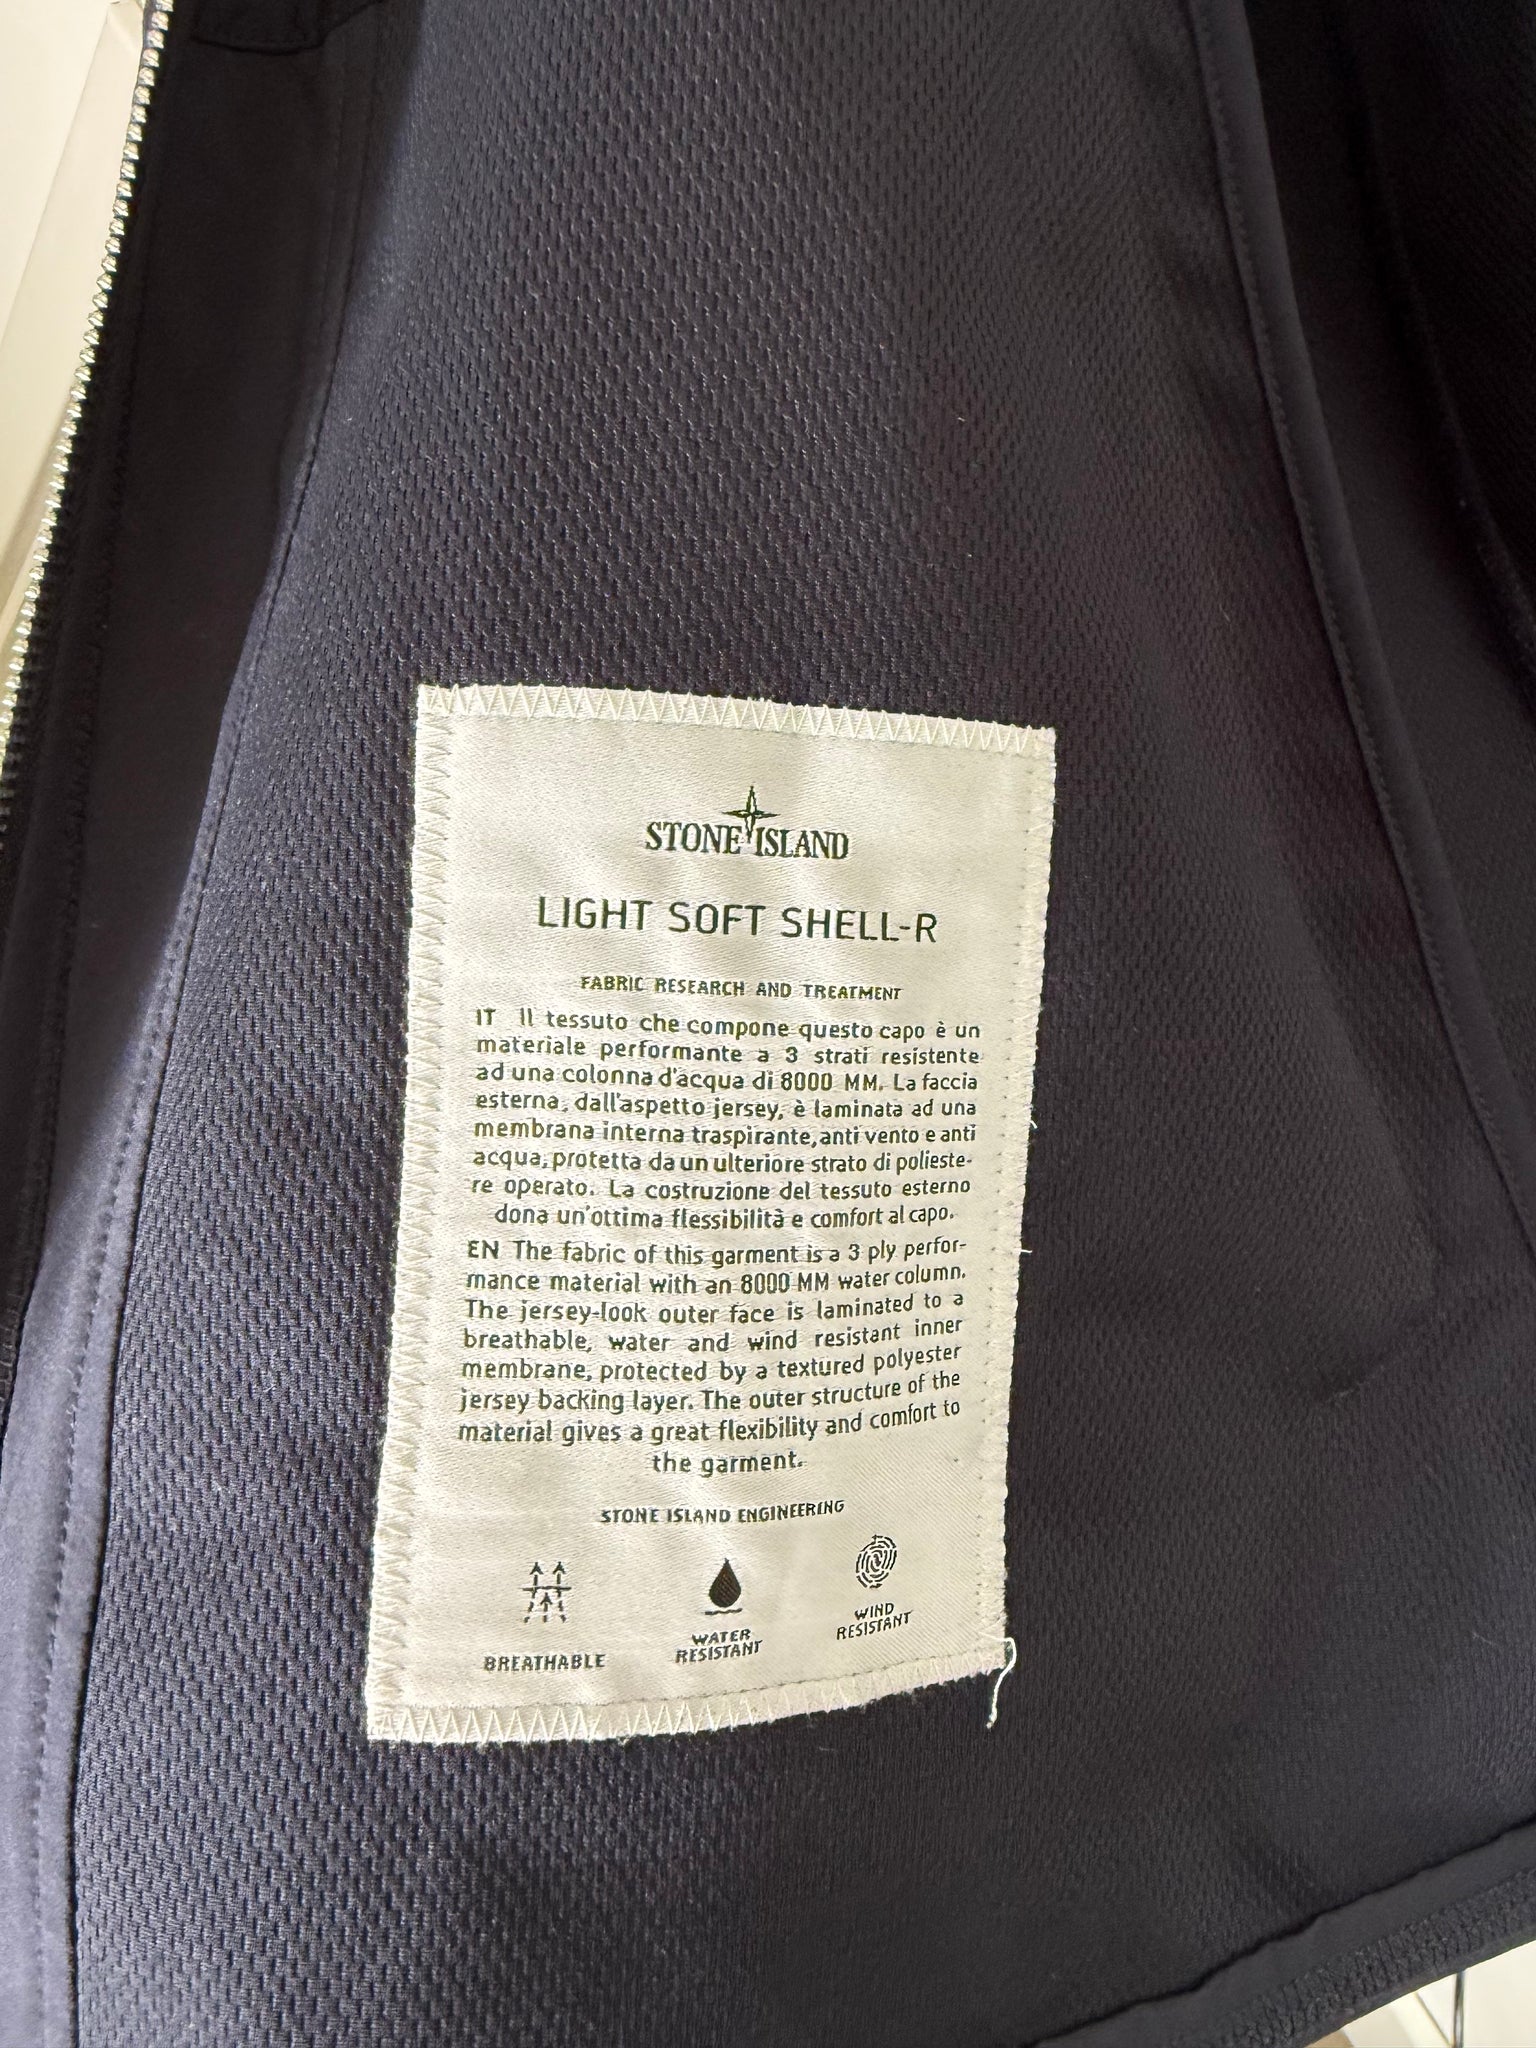 STONE ISLAND
LIGHT SOFT SHELL-R
FABRIC RESEARCH AND TREATMENT
IT Il tessuto che compone questo capo è un
materiale performante a 3 strati resistente
ad una colonna d'acqua di 8000 MM. La faccia
esterna, dall'aspetto jersey, è laminata ad una
membrana interna traspirante, anti vento e anti
acqua, protetta da un ulteriore strato di polieste-
re operato. La costruzione del tessuto esterno
dona un'ottima flessibilità e comfort al capo.
EN The fabric of this garment is a 3 ply perfor-
mance material with an 8000 MM water column.
The jersey-look outer face is laminated to a
breathable, water and wind resistant inner
membrane, protected by a textured polyester
jersey backing layer. The outer structure of the
material gives a great flexibility and comfort to
the garment.
STONE ISLAND ENGINEERING
BREATHABLE
WATER
RESISTANT
WIND
RESISTANT